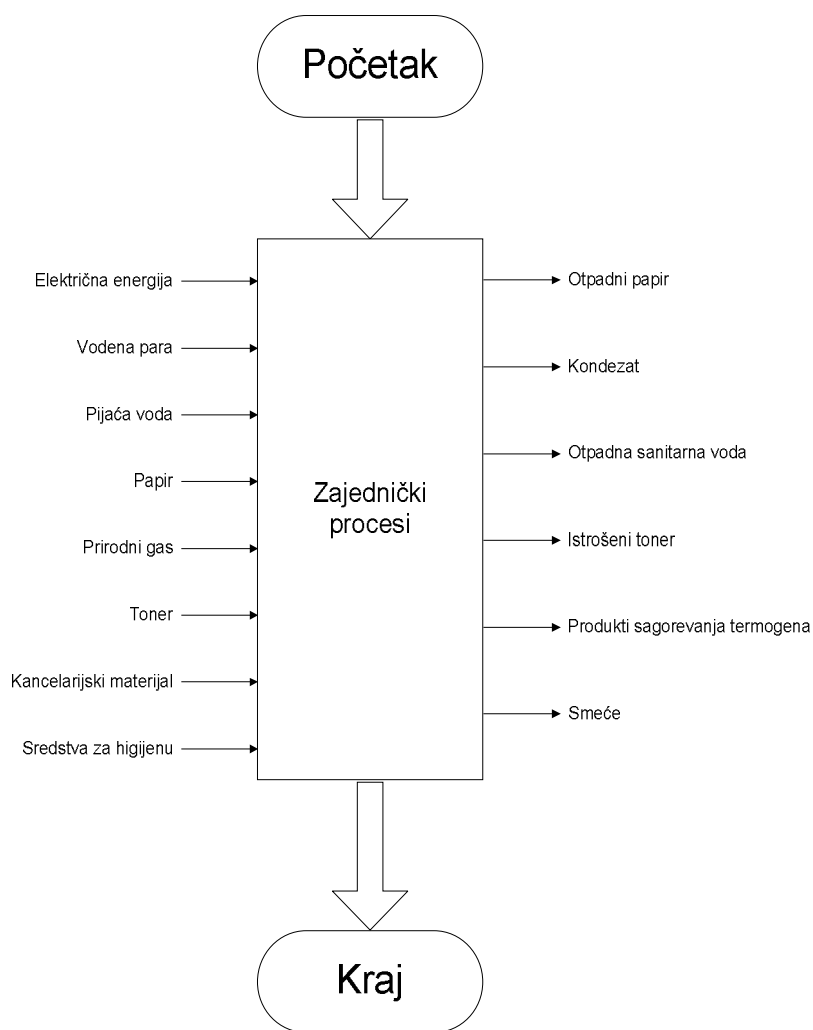 Početak
Elektrićna energija
Vodena para
Pijaća voda
Papir
Prirodni gas
Toner
Kancelarijski materijal
Sredstva za higijenu
Zajednički
procesi
Otpadni papir
Kondezat
Otpadna sanitarna voda
Istrošeni toner
Produkti sagorevanja termogena
Smeće
Kraj